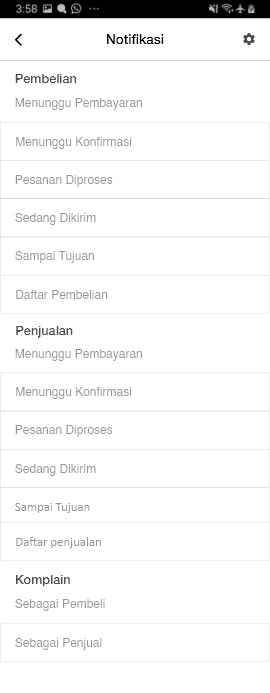 3:58
Notifikasi
Pembelian
Menunggu Pembayaran
Menunggu Konfirmasi
Pesanan Diproses
Sedang Dikirim
Sampai Tujuan
Daftar Pembelian
Penjualan
Menunggu Pembayaran
Menunggu Konfirmasi
Pesanan Diproses
Sedang Dikirim
Sampai Tujuan
Daftar penjualan
Komplain
Sebagai Pembeli
Sebagai Penjual